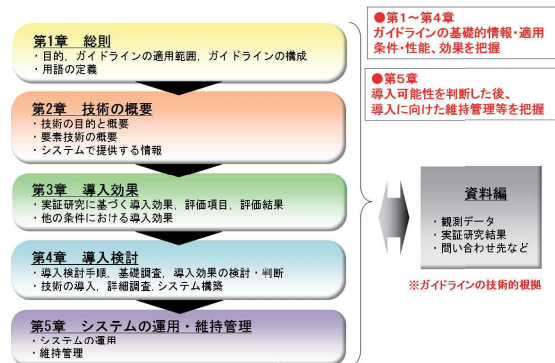 第1章 総則
・目的，ガイドラインの適用範囲，ガイドラインの構成
・用語の定義
第2章 技術の概要
・技術の目的と概要
・要素技術の概要
・システムで提供する情報
第3章 導入効果
・実証研究に基づく導入効果，評価項目，評価結果
・他の条件における導入効果
第4章 導入検討
・導入検討手順，基礎調査，導入効果の検討・判断
・技術の導入，詳細調査，システム構築
第5章 システムの運用・維持管理
・システムの運用
・維持管理
●第1～第4章
ガイドラインの基礎的情報・適用
条件・性能、効果を把握
●第5章
導入可能性を判断した後、
導入に向けた維持管理等を把握
資料編
・観測データ
・実証研究結果
・問い合わせ先など
※ガイドラインの技術的根拠